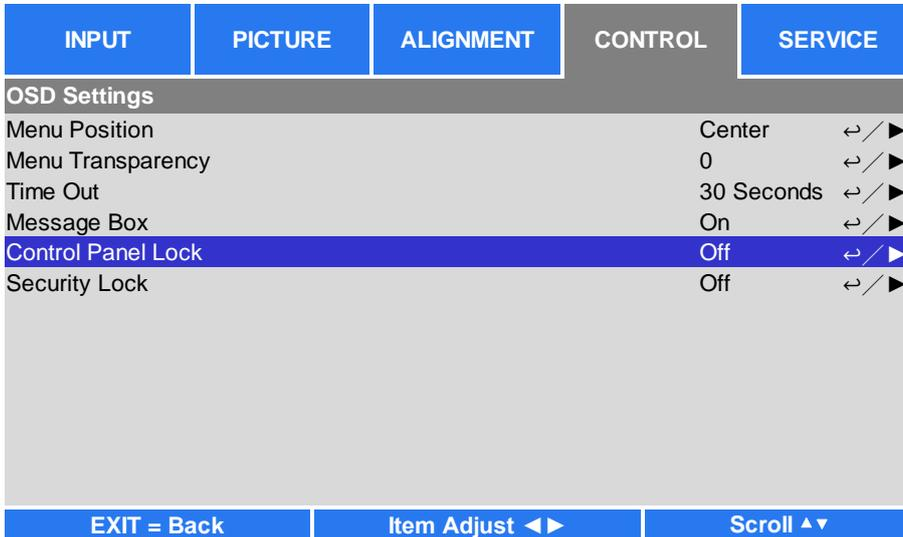 INPUT PICTURE ALIGNMENT CONTROL SERVICE
OSD Settings
Menu Position Center ↩／▶
Menu Transparency 0 ↩／▶
Time Out 30 Seconds ↩／▶
Message Box On ↩／▶
Control Panel Lock Off ↩／▶
Security Lock Off ↩／▶
EXIT = Back Item Adjust ◀▶ Scroll ▲▼